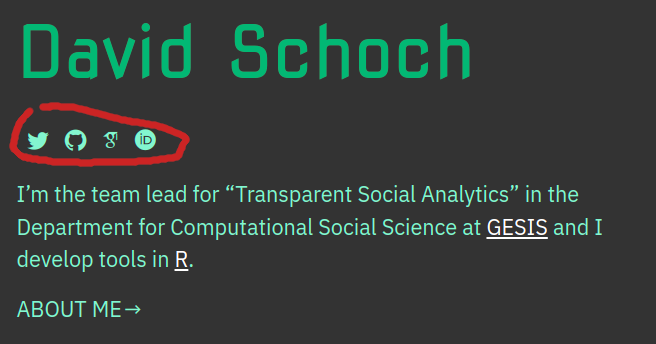 David Schoch
iD
I'm the team lead for “Transparent Social Analytics” in the
Department for Computational Social Science at GESIS and I
develop tools in R.
ABOUT ME→